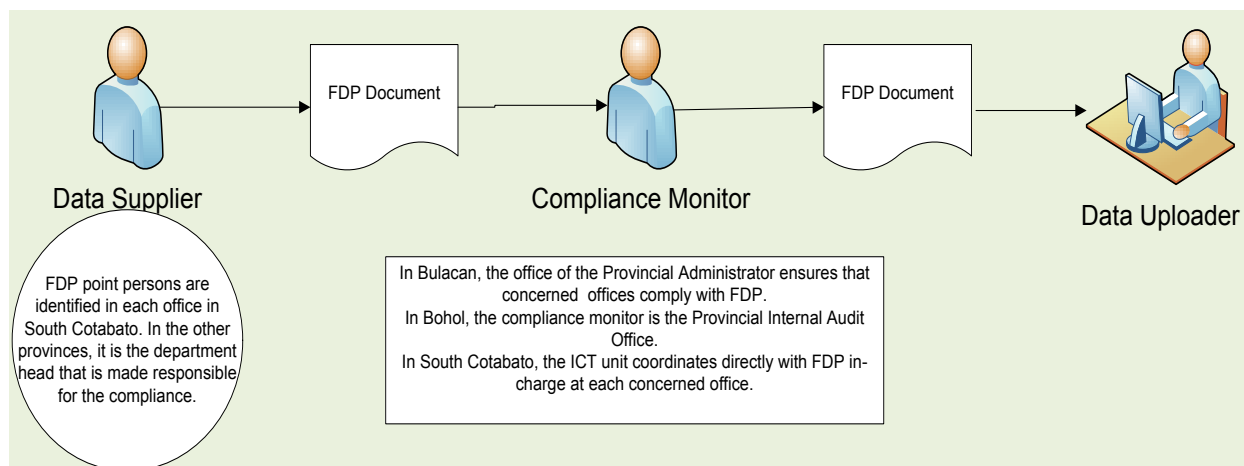 FDP Document
FDP Document
Data Supplier
Compliance Monitor
Data Uploader
FDP point persons are
identified in each office in
South Cotabato. In the other
provinces, it is the department
head that is made responsible
for the compliance.
In Bulacan, the office of the Provincial Administrator ensures that
concerned offices comply with FDP.
In Bohol, the compliance monitor is the Provincial Internal Audit
Office.
In South Cotabato, the ICT unit coordinates directly with FDP in-
charge at each concerned office.